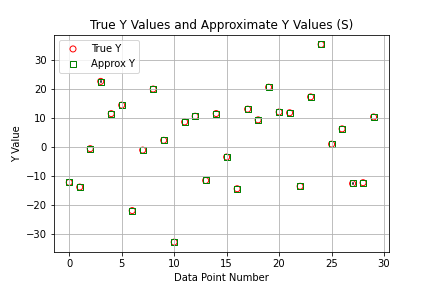 True Y Values and Approximate Y Values (S)
True Y
Approx Y
Y Value
30
20
10
0
−10
−20
−30
0
5
10
15
20
25
30
Data Point Number